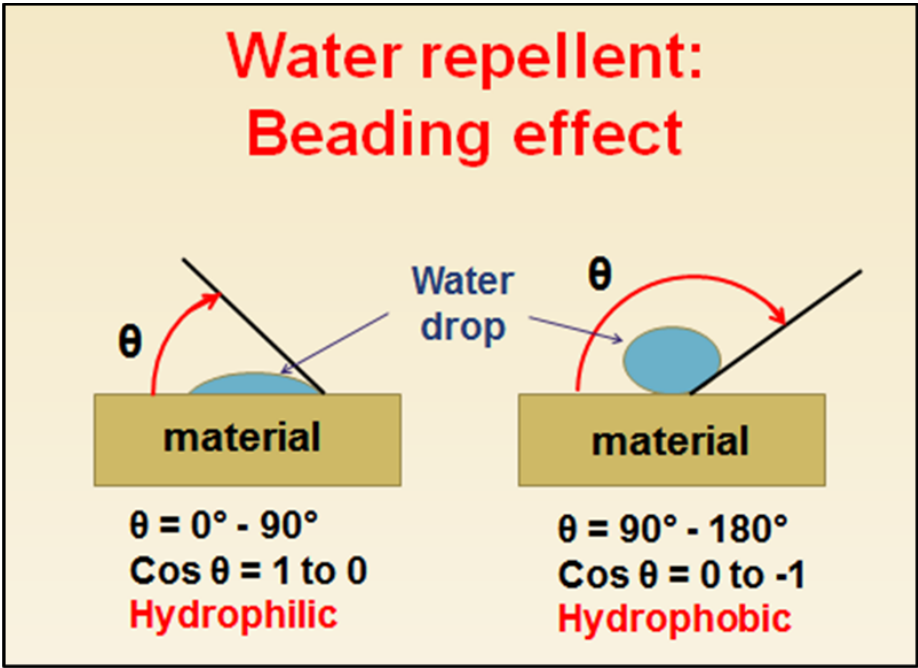 Water repellent:
Beading effect
θ
Water
drop
θ
material
θ = 0° - 90°
Cos θ = 1 to 0
Hydrophilic
material
θ = 90° - 180°
Cos θ = 0 to -1
Hydrophobic